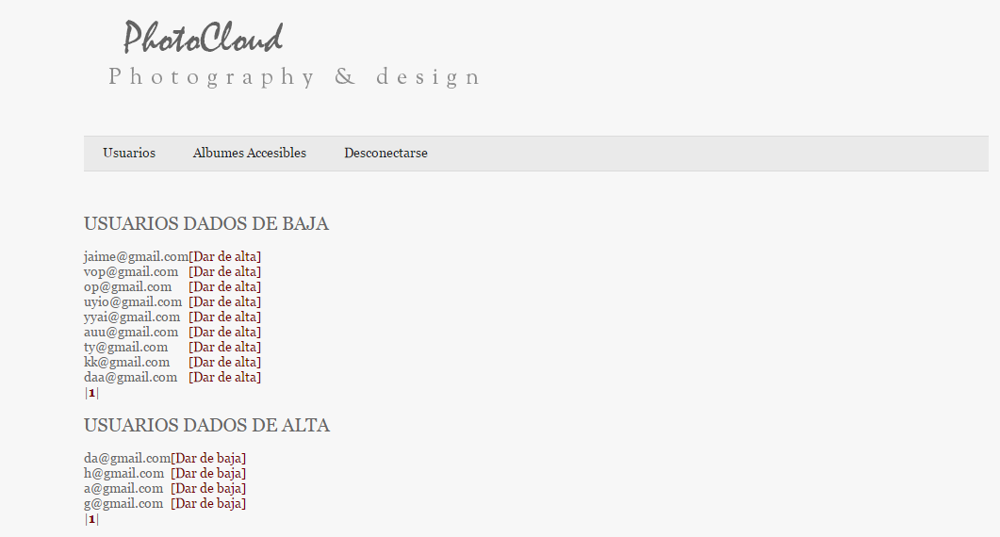 PhotoCloud
Photography & design
Usuarios Albumes Accesibles Desconectarse
USUARIOS DADOS DE BAJA
jaime@gmail.com[Dar de alta]
vop@gmail.com [Dar de alta]
op@gmail.com [Dar de alta]
uyio@gmail.com [Dar de alta]
yyai@gmail.com [Dar de alta]
auu@gmail.com [Dar de alta]
ty@gmail.com [Dar de alta]
kk@gmail.com [Dar de alta]
daa@gmail.com [Dar de alta]
|1|
USUARIOS DADOS DE ALTA
da@gmail.com[Dar de baja]
h@gmail.com [Dar de baja]
a@gmail.com [Dar de baja]
g@gmail.com [Dar de baja]
|1|